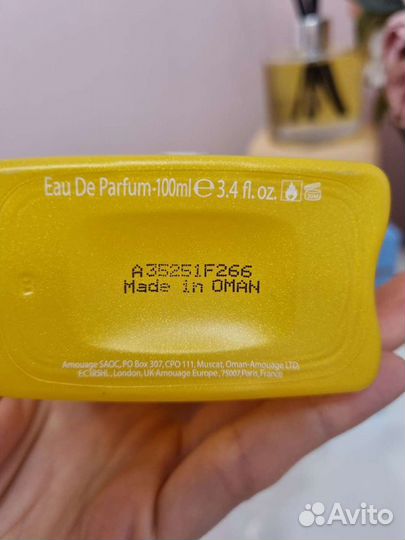 Eau De Parfum-100ml ℮ 3.4 fl. oz.
A35251F266
Made in OMAN
Amouage SAOC, PO Box 307, CPO 111, Muscat, Oman-Amouage LTD,
EC1R5HL, London, UK-Amouage Europe, 75007, Paris, France
Avito